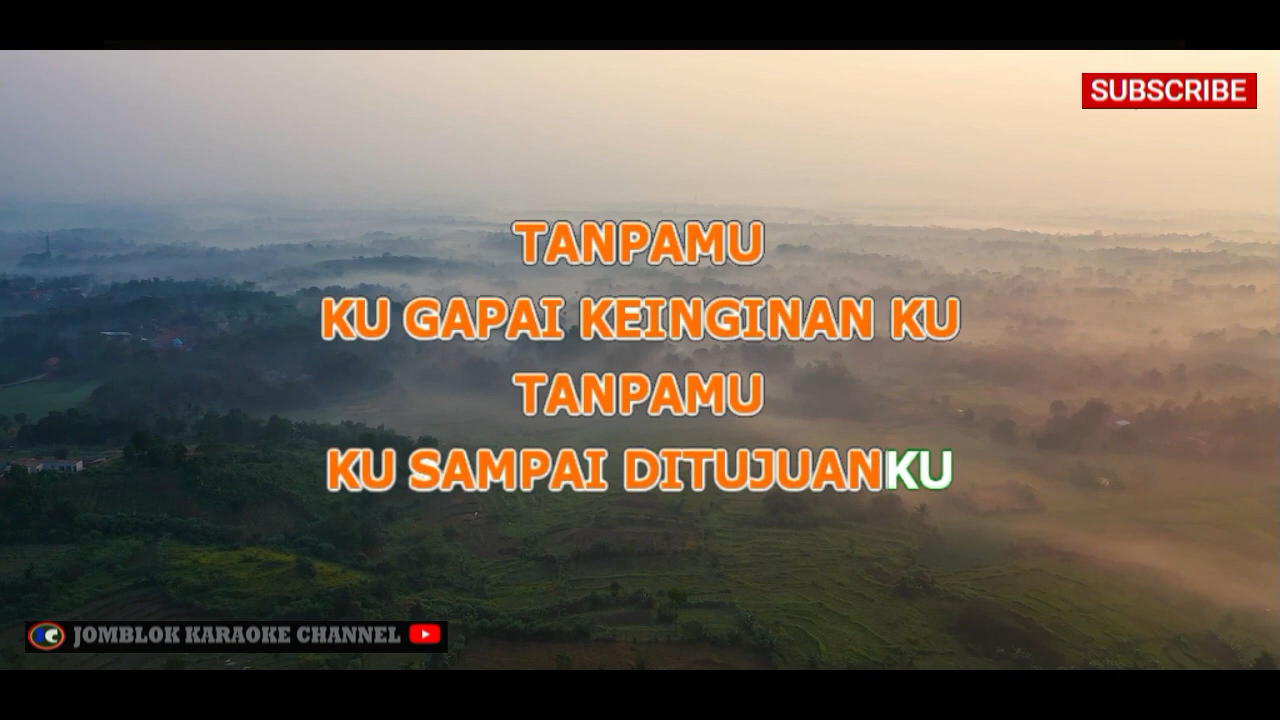 SUBSCRIBE
TANPAMU
KU GAPAI KEINGINAN KU
TANPAMU
KU SAMPAI DITUJUANKU
JOMBLOK KARAOKE CHANNEL